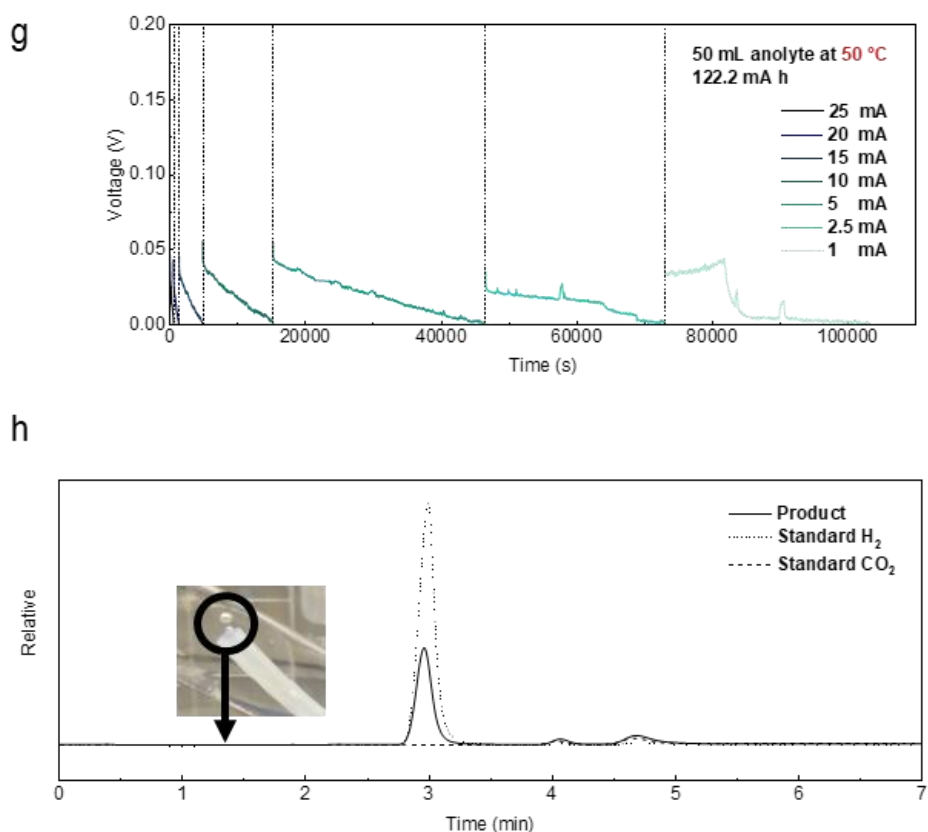 g
0.20
0.15
0.10
0.05
0.00
Voltage (V)
50 mL anolyte at 50 °C
122.2 mA h
25 mA
20 mA
15 mA
10 mA
5 mA
2.5 mA
1 mA
0 20000 40000 60000 80000 100000
Time (s)
h
Relative
Product
Standard H₂
Standard CO₂
0 1 2 3 4 5 6 7
Time (min)